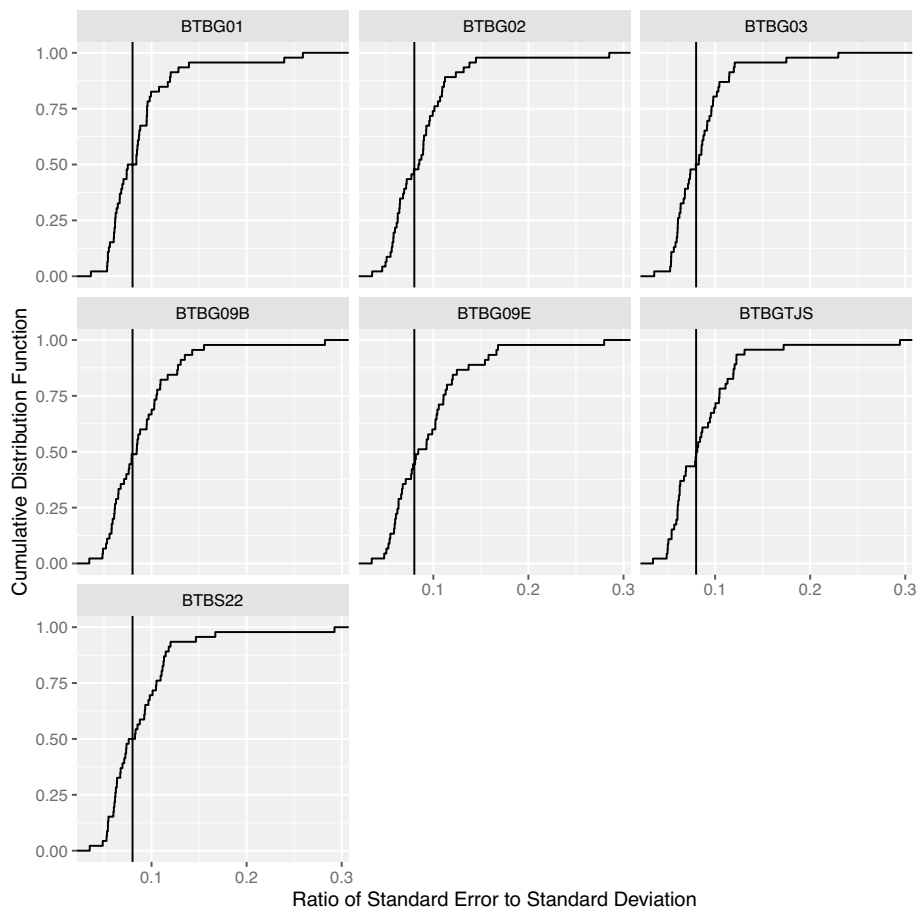 BTBG01
BTBG02
BTBG03
1.00
0.75
0.50
0.25
0.00
BTBG09B
BTBG09E
BTBGTJS
1.00
0.75
0.50
0.25
0.00
0.1 0.2 0.3
0.1 0.2 0.3
BTBS22
1.00
0.75
0.50
0.25
0.00
0.1 0.2 0.3
Cumulative Distribution Function
Ratio of Standard Error to Standard Deviation